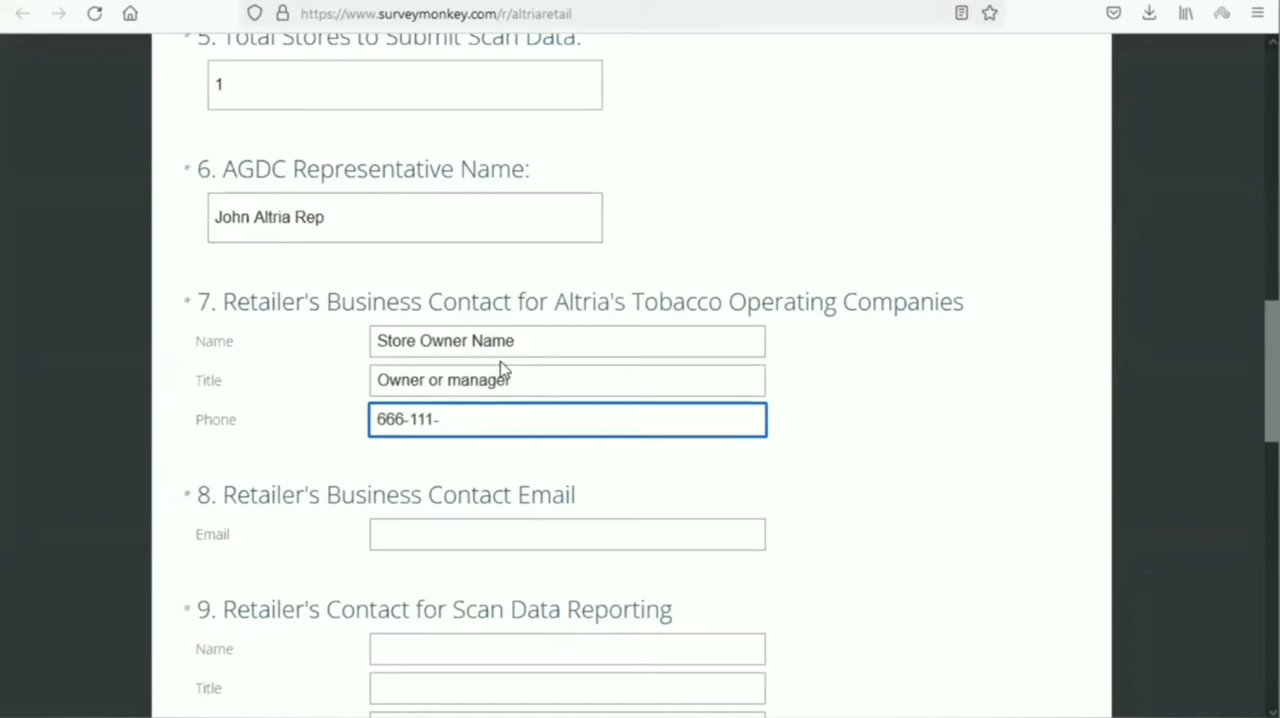 https://www.surveymonkey.com/r/altriaretail
* 5. Total Stores to Submit Scan Data:
1
* 6. AGDC Representative Name:
John Altria Rep
* 7. Retailer's Business Contact for Altria's Tobacco Operating Companies
Name Store Owner Name
Title Owner or manager
Phone 666-111-
* 8. Retailer's Business Contact Email
Email
* 9. Retailer's Contact for Scan Data Reporting
Name
Title